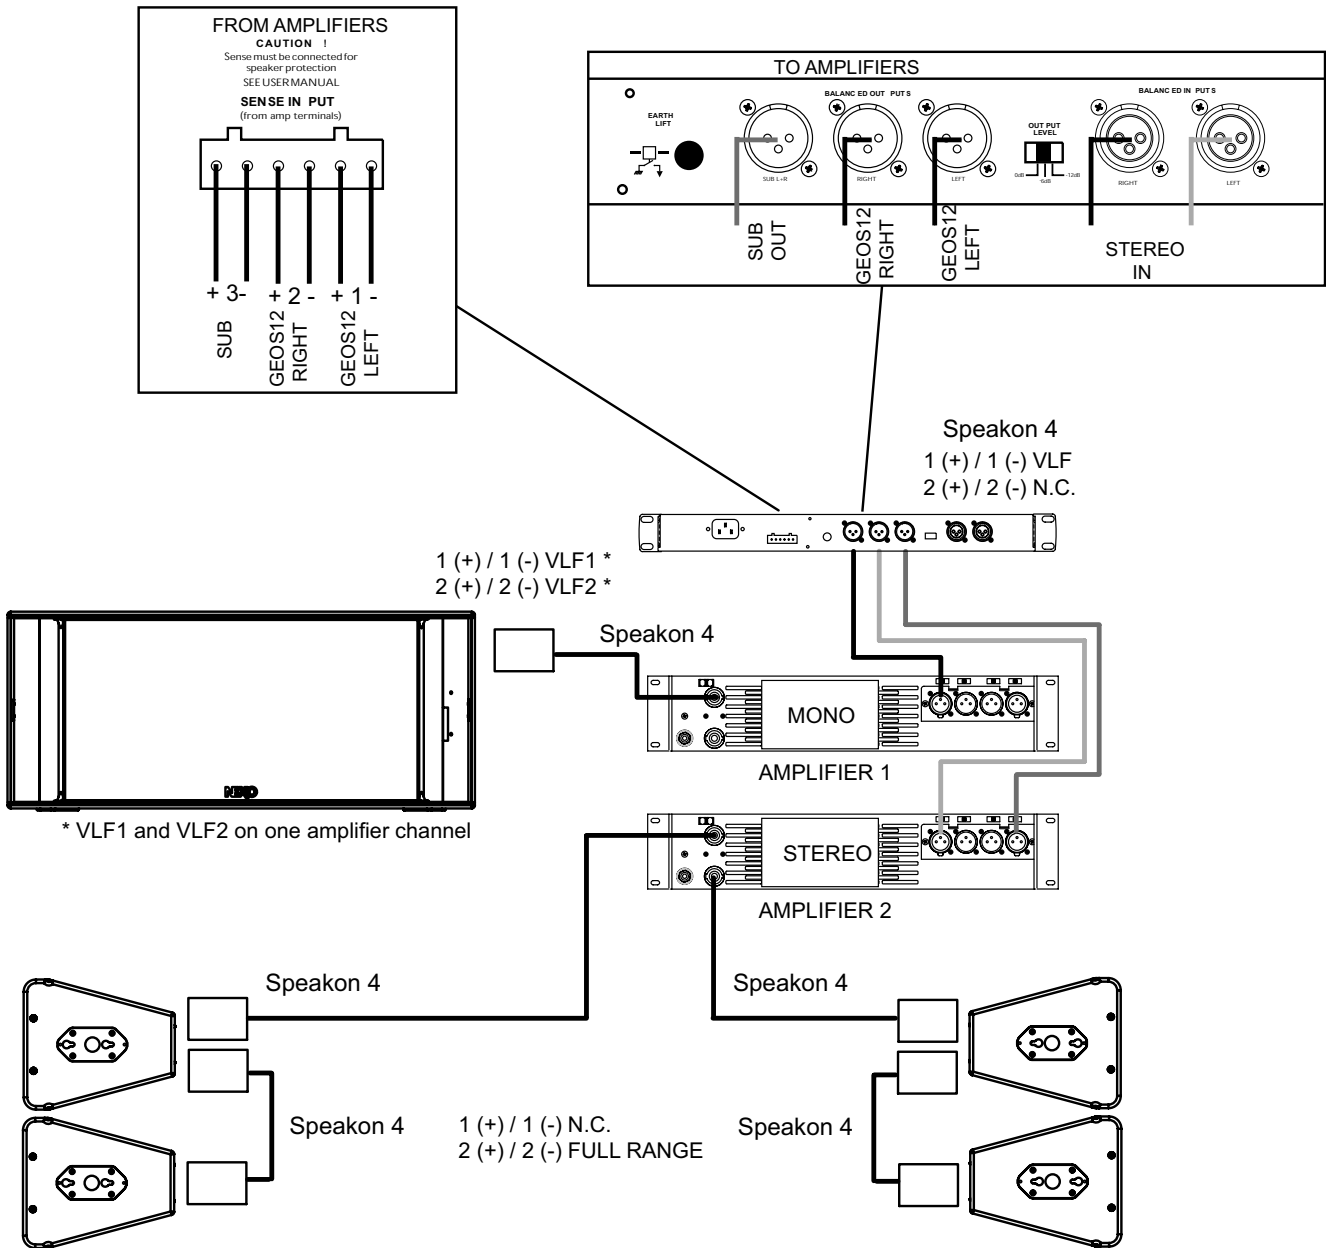 FROM AMPLIFIERS
CAUTION !
Sense must be connected for
speaker protection
SEE USER MANUAL
SENSE IN PUT
(from amp terminals)
+ 3- + 2 - + 1 -
SUB
GEOS12
RIGHT
GEOS12
LEFT
TO AMPLIFIERS
BALANC ED OUT PUT S
BALANC ED IN PUT S
EARTH
LIFT
OUT PUT
LEVEL
0dB
-6dB
-12dB
SUB L+R
RIGHT
LEFT
RIGHT
LEFT
SUB
OUT
GEOS12
RIGHT
GEOS12
LEFT
STEREO
IN
Speakon 4
1 (+) / 1 (-) VLF
2 (+) / 2 (-) N.C.
1 (+) / 1 (-) VLF1 *
2 (+) / 2 (-) VLF2 *
Speakon 4
MONO
AMPLIFIER 1
NEXO
* VLF1 and VLF2 on one amplifier channel
STEREO
AMPLIFIER 2
Speakon 4
Speakon 4
Speakon 4
1 (+) / 1 (-) N.C.
2 (+) / 2 (-) FULL RANGE
Speakon 4